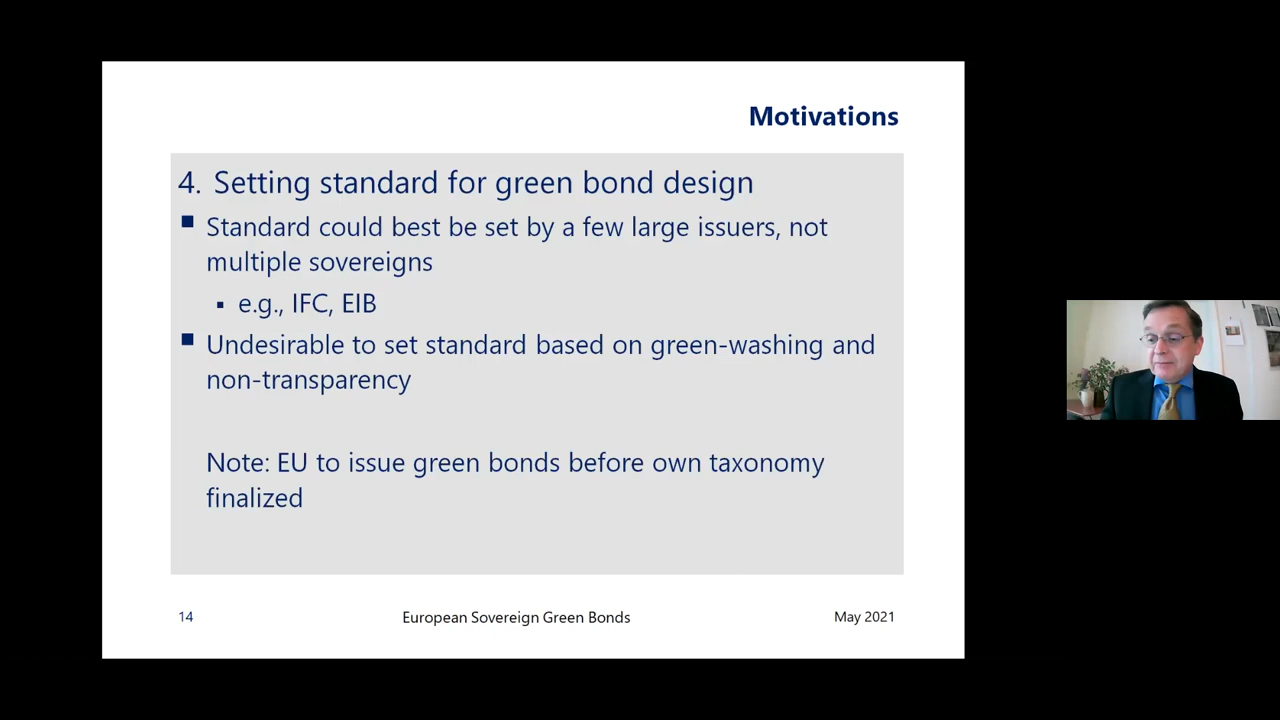 Motivations
4. Setting standard for green bond design
■ Standard could best be set by a few large issuers, not
multiple sovereigns
▪ e.g., IFC, EIB
■ Undesirable to set standard based on green-washing and
non-transparency
Note: EU to issue green bonds before own taxonomy
finalized
14 European Sovereign Green Bonds May 2021